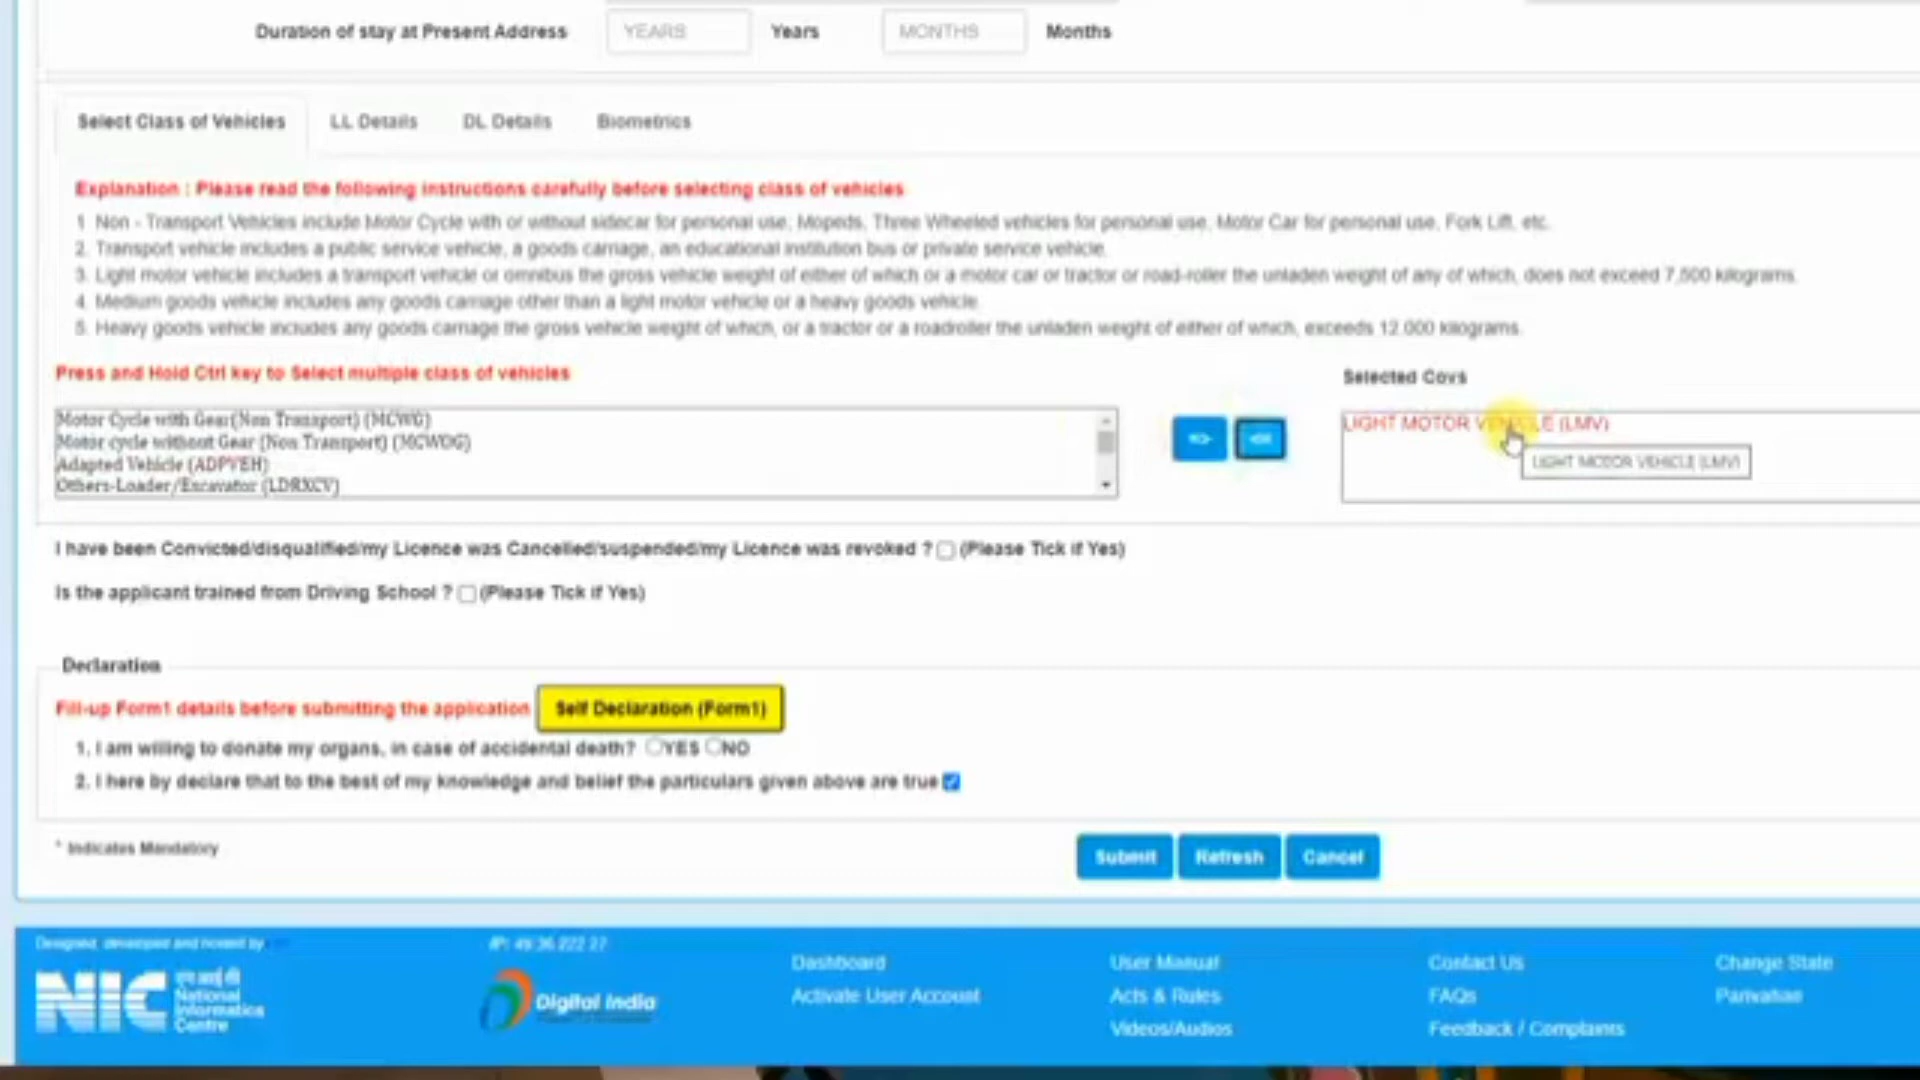 Duration of stay at Present Address YEARS Years MONTHS Months
Select Class of Vehicles LL Details DL Details Biometrics
Explanation : Please read the following instructions carefully before selecting class of vehicles
1 Non - Transport Vehicles include Motor Cycle with or without sidecar for personal use, Mopeds, Three Wheeled vehicles for personal use, Motor Car for personal use, Fork Lift, etc.
2. Transport vehicle includes a public service vehicle, a goods carriage, an educational institution bus or private service vehicle.
3. Light motor vehicle includes a transport vehicle or omnibus the gross vehicle weight of either of which or a motor car or tractor or road-roller the unladen weight of any of which, does not exceed 7,500 kilograms.
4. Medium goods vehicle includes any goods carriage other than a light motor vehicle or a heavy goods vehicle.
5. Heavy goods vehicle includes any goods carriage the gross vehicle weight of which, or a tractor or a roadroller the unladen weight of either of which, exceeds 12,000 kilograms.
Press and Hold Ctrl key to Select multiple class of vehicles
Selected Covs
Motor Cycle with Gear(Non Transport) (MCWG)
Motor cycle without Gear (Non Transport) (MCWOG)
Adapted Vehicle (ADPVEH)
Others-Loader/Excavator (LDRXCV)
LIGHT MOTOR VEHICLE (LMV)
LIGHT MOTOR VEHICLE (LMV)
I have been Convicted/disqualified/my Licence was Cancelled/suspended/my Licence was revoked ? (Please Tick if Yes)
Is the applicant trained from Driving School ? (Please Tick if Yes)
Declaration
Fill-up Form1 details before submitting the application Self Declaration (Form1)
1. I am willing to donate my organs, in case of accidental death? YES NO
2. I here by declare that to the best of my knowledge and belief the particulars given above are true
* Indicates Mandatory
Submit Refresh Cancel
Designed, developed and hosted by
NIC एन आई सी
National
Informatics
Centre
IP: 49.36.222.27
Digital India
Dashboard
Activate User Account
User Manual
Acts & Rules
Videos/Audios
Contact Us
FAQs
Feedback / Complaints
Change State
Parivahan